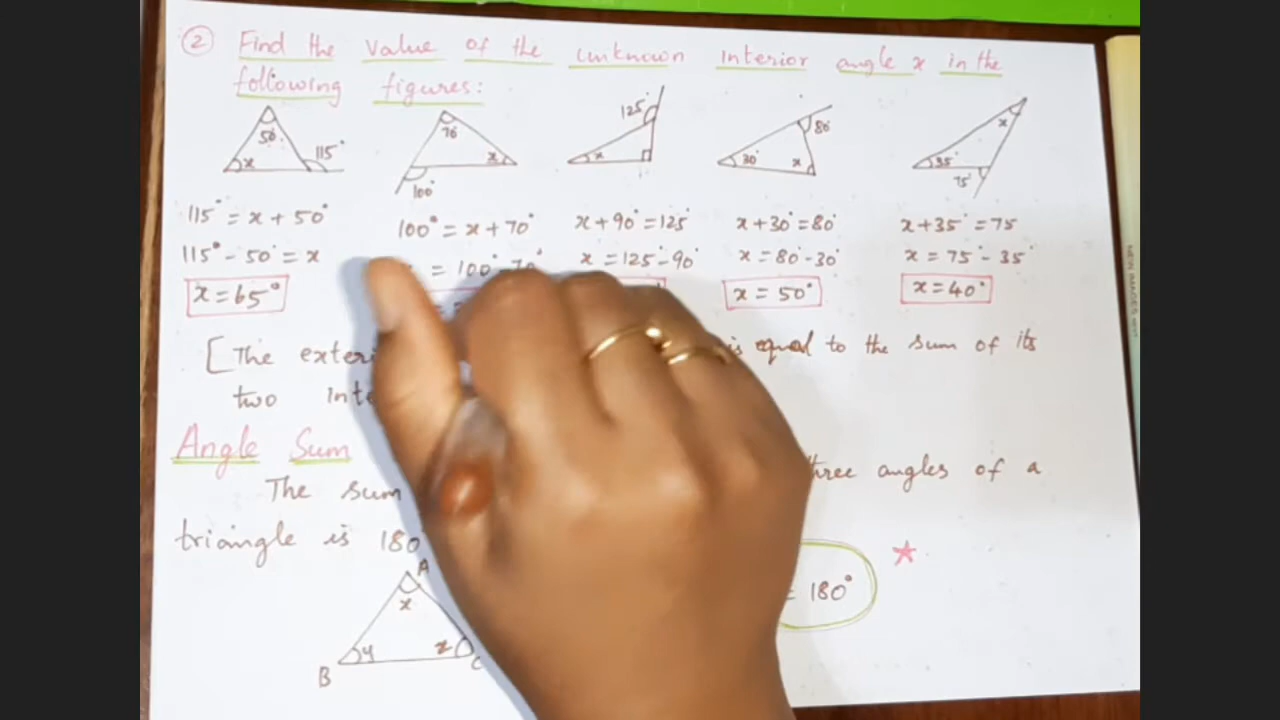 ② Find the value of the unknown interior angle x in the
following figures:
50° x 115°
70° x 100°
125° x
30° 80° x
x 35° 75°
115° = x + 50°
115° - 50° = x
x = 65°
100° = x + 70°
= 100° - 70°
x + 90° = 125°
x = 125° - 90°
x + 30° = 80°
x = 80° - 30°
x = 50°
x + 35° = 75
x = 75 - 35°
x = 40°
[The is equal to the sum of its
two
Angle Sum
The sum three angles of a
triangle is 180
A
x
y z
B C
= 180°